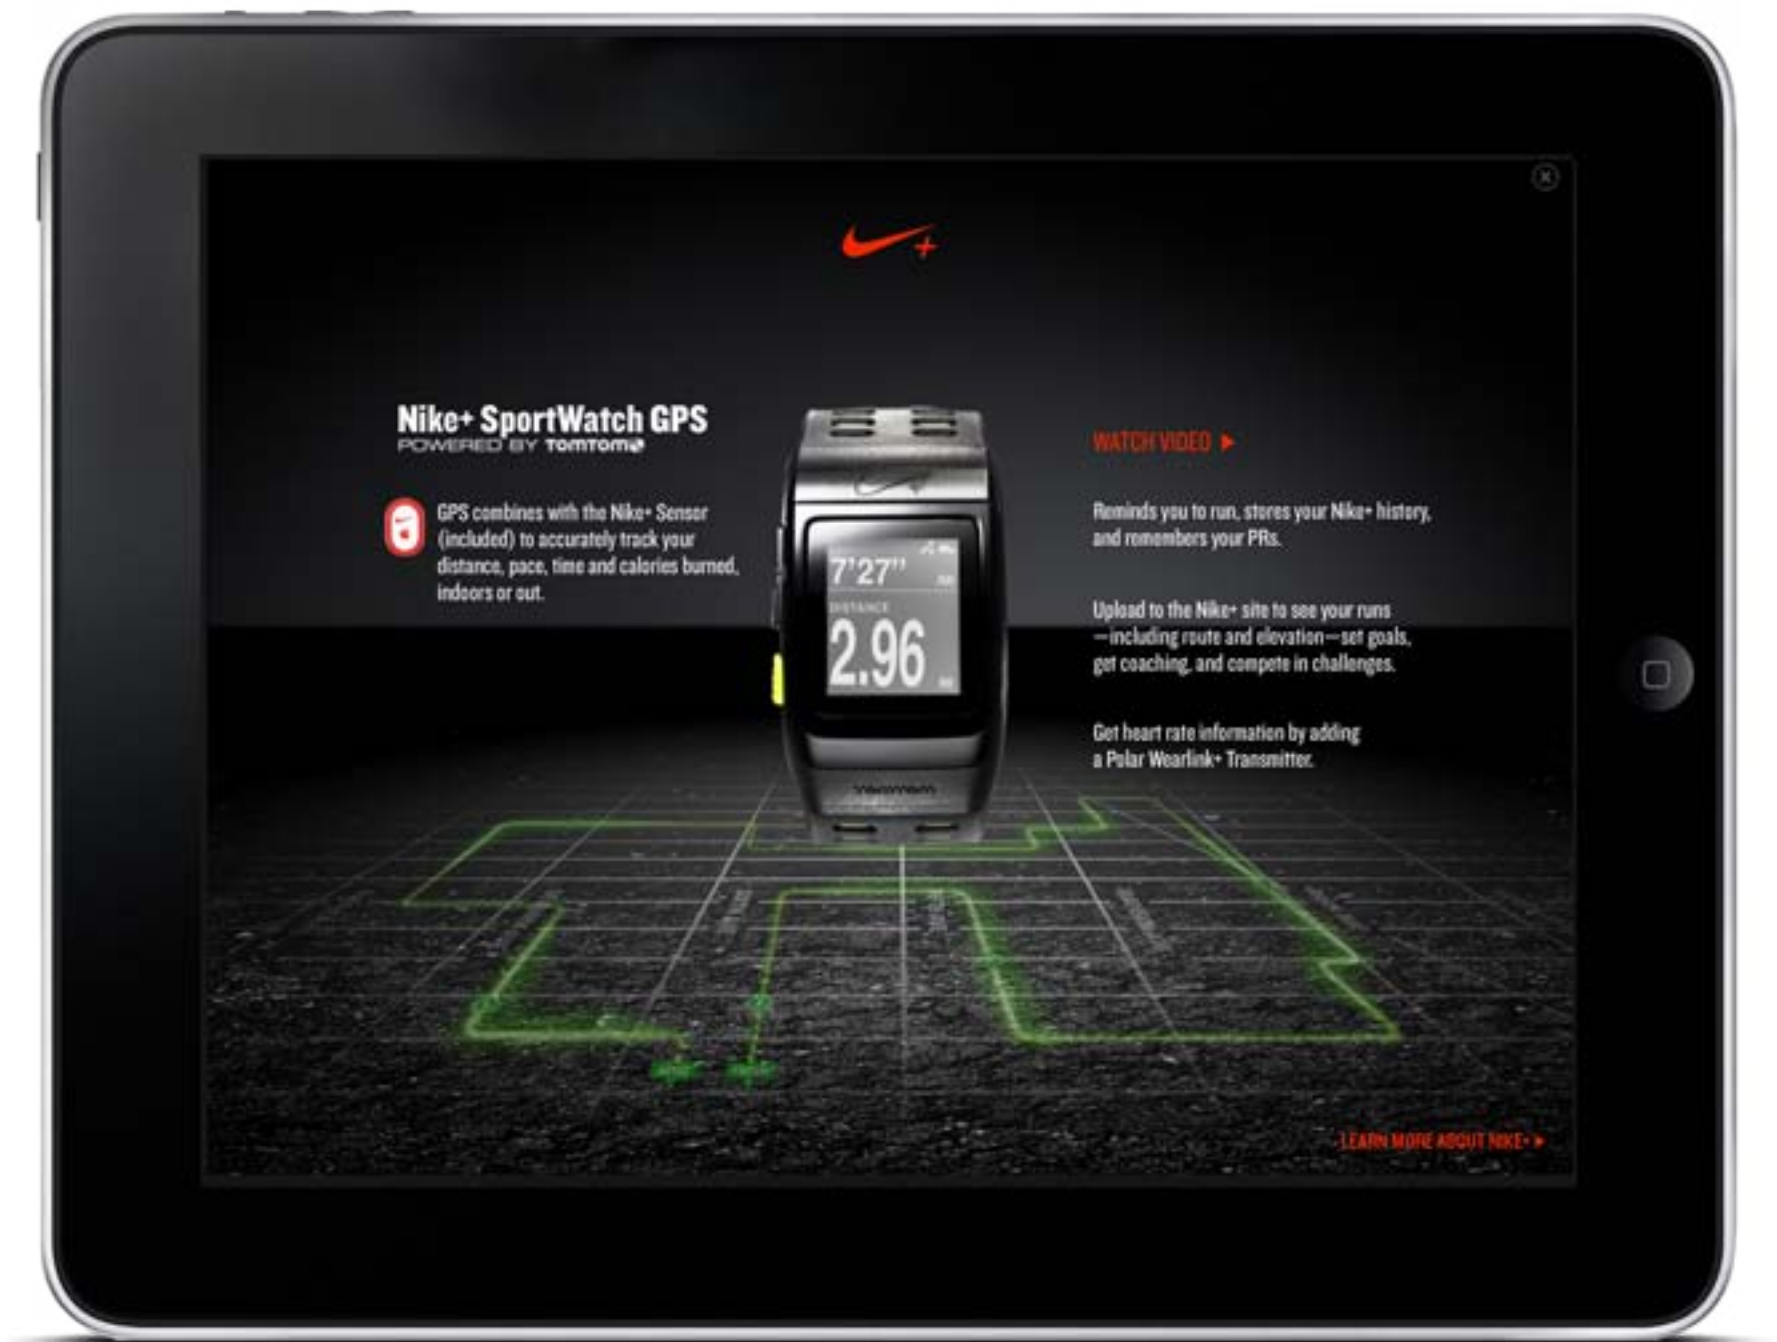 Nike+ SportWatch GPS
POWERED BY TOMTOM
GPS combines with the Nike+ Sensor
(included) to accurately track your
distance, pace, time and calories burned,
indoors or out.
7'27"
DISTANCE
2.96
TOMTOM
WATCH VIDEO
Reminds you to run, stores your Nike+ history,
and remembers your PRs.
Upload to the Nike+ site to see your runs
—including route and elevation—set goals,
get coaching, and compete in challenges.
Get heart rate information by adding
a Polar Wearlink+ Transmitter.
LEARN MORE ABOUT NIKE+